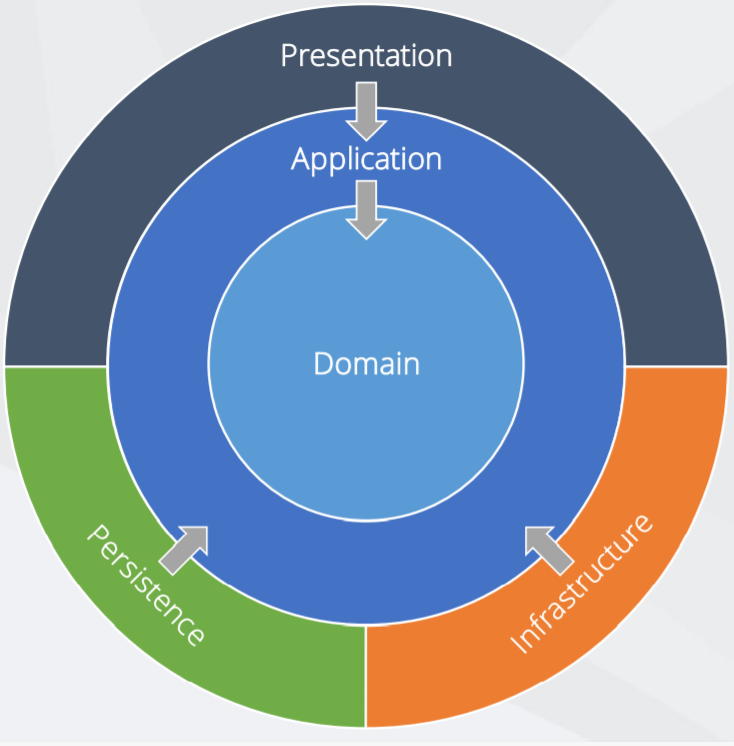 Presentation
Application
Domain
Persistence
Infrastructure